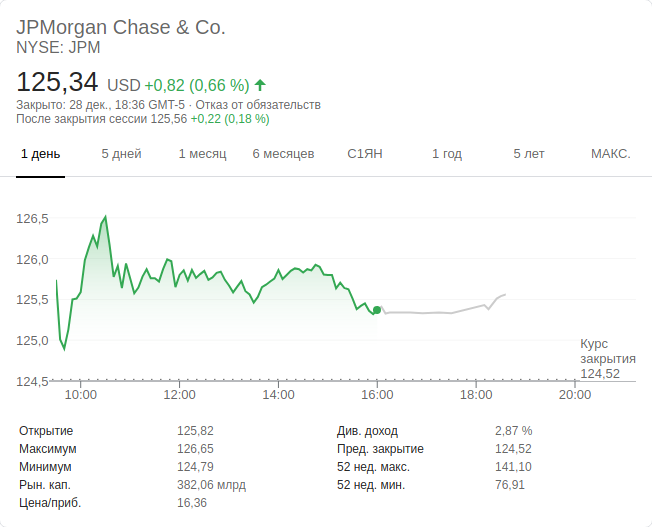 JPMorgan Chase & Co.
NYSE: JPM
125,34 USD +0,82 (0,66 %)
Закрыто: 28 дек., 18:36 GMT-5 · Отказ от обязательств
После закрытия сессии 125,56 +0,22 (0,18 %)
1 день 5 дней 1 месяц 6 месяцев С1ЯН 1 год 5 лет МАКС.
126,5
126,0
125,5
125,0
Курс
закрытия
124,52
124,5
10:00 12:00 14:00 16:00 18:00 20:00
Открытие 125,82 Див. доход 2,87 %
Максимум 126,65 Пред. закрытие 124,52
Минимум 124,79 52 нед. макс. 141,10
Рын. кап. 382,06 млрд 52 нед. мин. 76,91
Цена/приб. 16,36